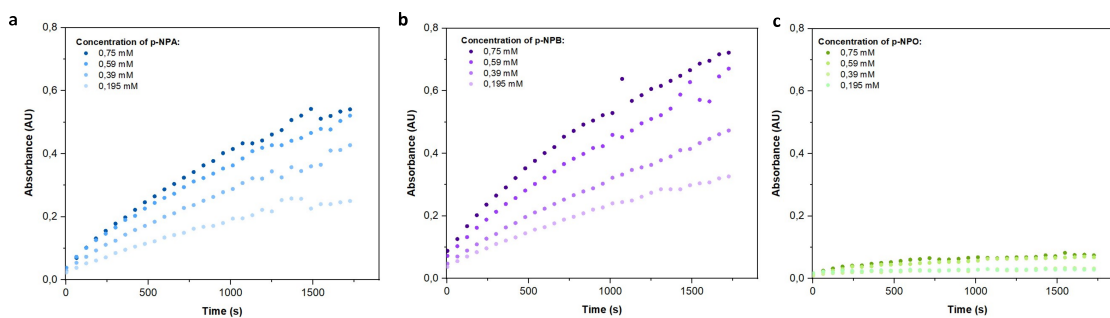 a
Concentration of p-NPA:
0,75 mM
0,59 mM
0,39 mM
0,195 mM
0,8
0,6
0,4
0,2
0,0
Absorbance (AU)
0
500
1000
1500
Time (s)
b
Concentration of p-NPB:
0,75 mM
0,59 mM
0,39 mM
0,195 mM
0,8
0,6
0,4
0,2
0,0
Absorbance (AU)
0
500
1000
1500
Time (s)
c
Concentration of p-NPO:
0,75 mM
0,59 mM
0,39 mM
0,195 mM
0,8
0,6
0,4
0,2
0,0
Absorbance (AU)
0
500
1000
1500
Time (s)